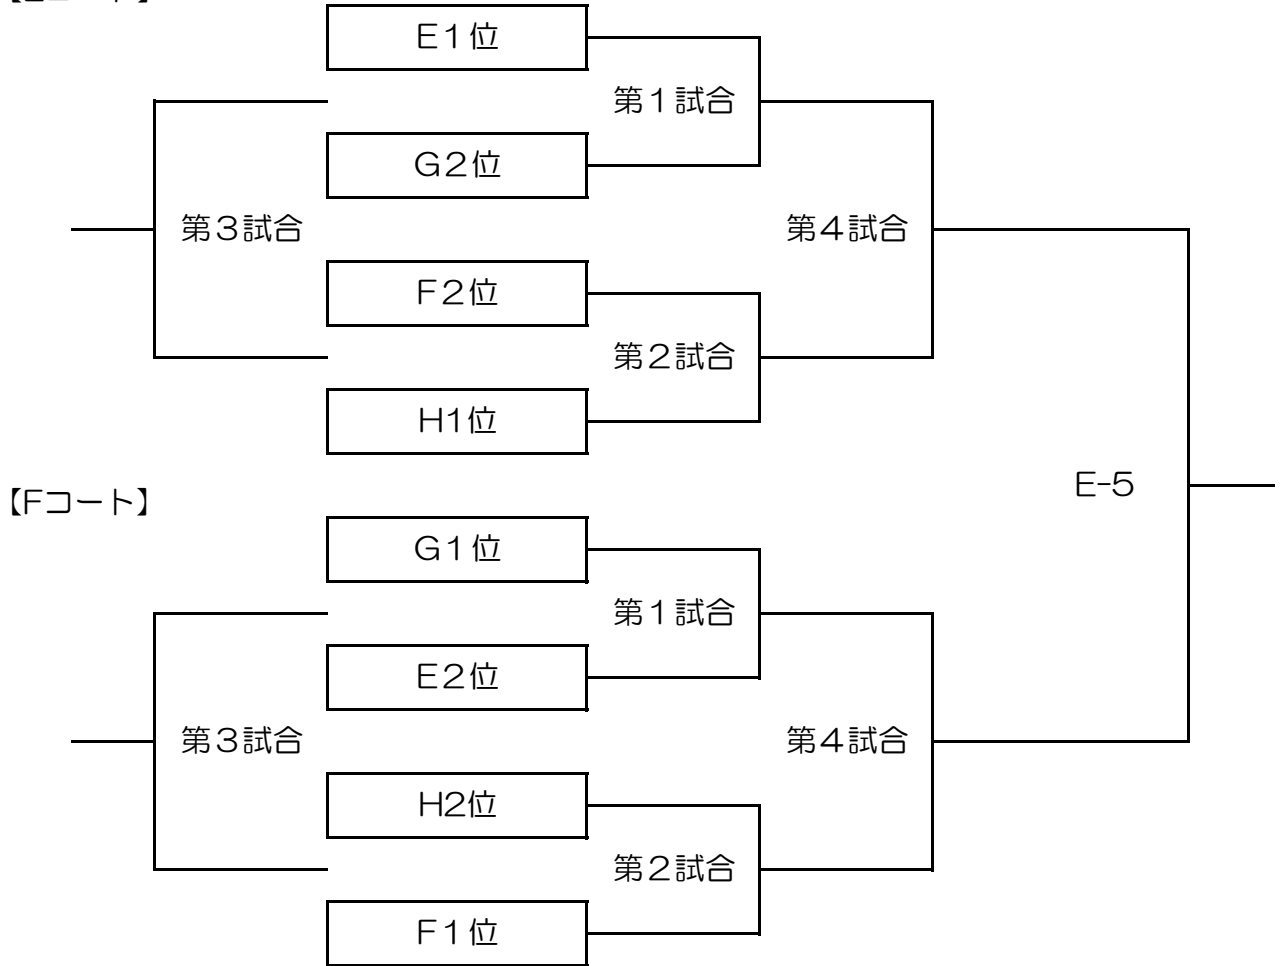 E１位
第１試合
G２位
第３試合
第４試合
F２位
第２試合
H１位
E-5
【Fコート】
G１位
第１試合
E２位
第３試合
第４試合
H２位
第２試合
F１位